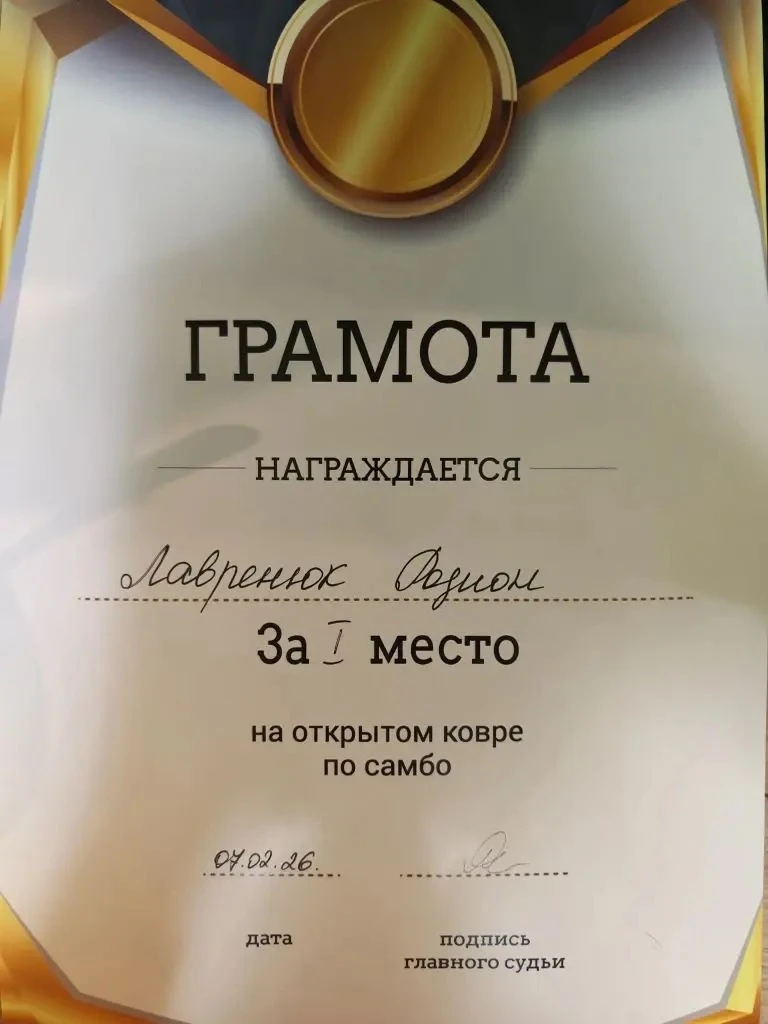 ГРАМОТА
НАГРАЖДАЕТСЯ
Лавренюк Родион
За I место
на открытом ковре
по самбо
07.02.26.
дата
подпись
главного судьи